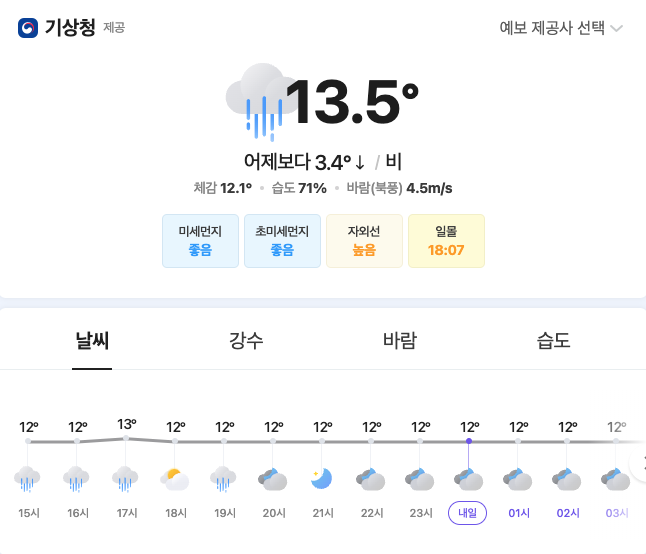 기상청 제공
예보 제공사 선택
13.5°
어제보다 3.4°↓ / 비
체감 12.1° 습도 71% 바람(북풍) 4.5m/s
미세먼지 초미세먼지 자외선 일몰
좋음 좋음 높음 18:07
날씨 강수 바람 습도
12° 12° 13° 12° 12° 12° 12° 12° 12° 12° 12° 12° 12°
15시 16시 17시 18시 19시 20시 21시 22시 23시 내일 01시 02시 03시